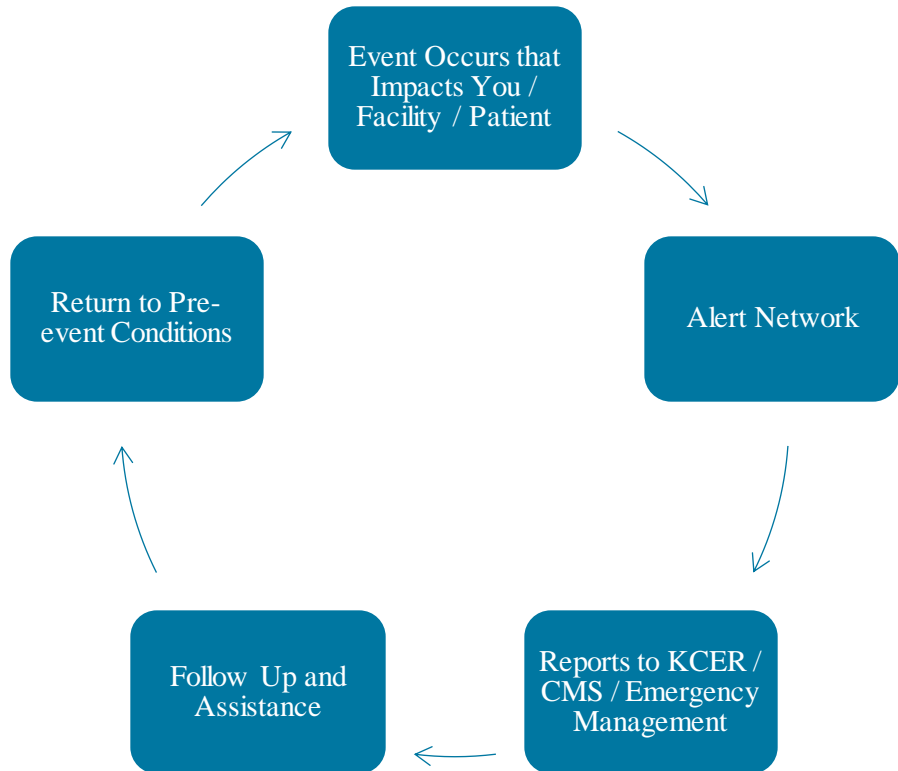 Event Occurs that
Impacts You /
Facility / Patient
Alert Network
Reports to KCER /
CMS / Emergency
Management
Follow Up and
Assistance
Return to Pre-
event Conditions